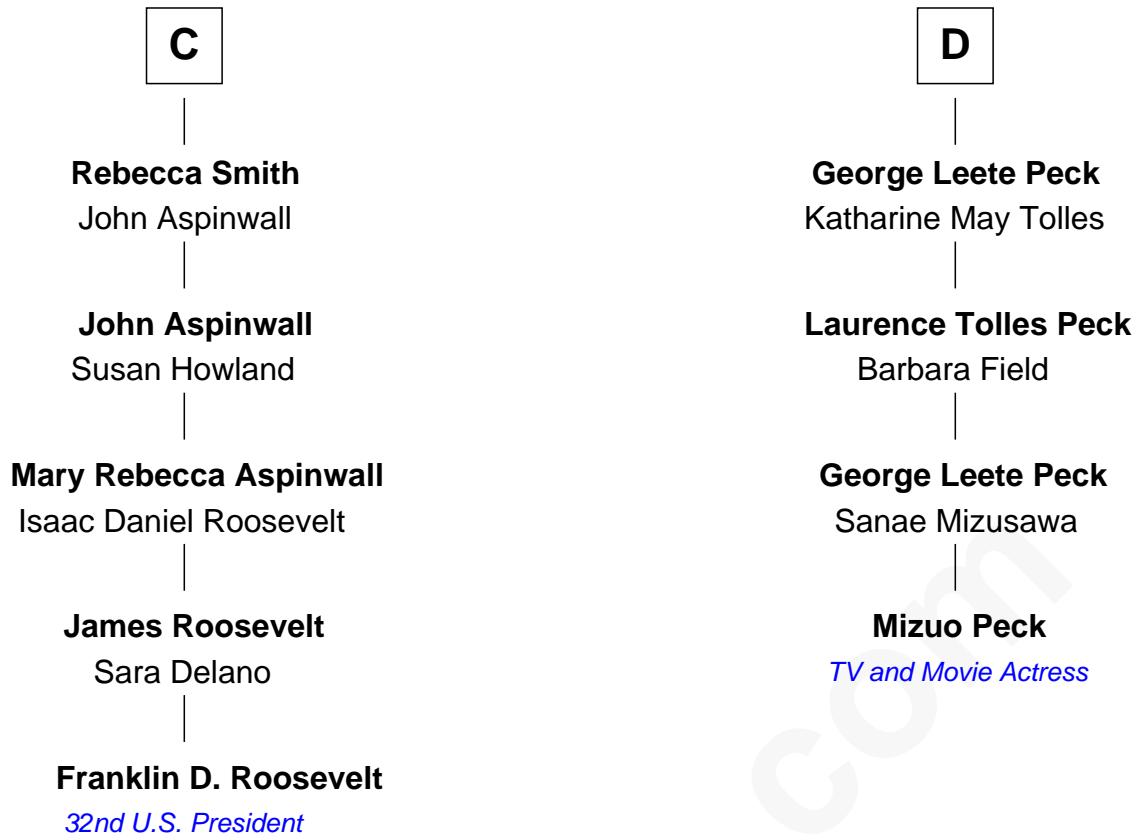 C
Rebecca Smith
John Aspinwall
John Aspinwall
Susan Howland
Mary Rebecca Aspinwall
Isaac Daniel Roosevelt
James Roosevelt
Sara Delano
Franklin D. Roosevelt
32nd U.S. President
D
George Leete Peck
Katharine May Tolles
Laurence Tolles Peck
Barbara Field
George Leete Peck
Sanae Mizusawa
Mizuo Peck
TV and Movie Actress
com